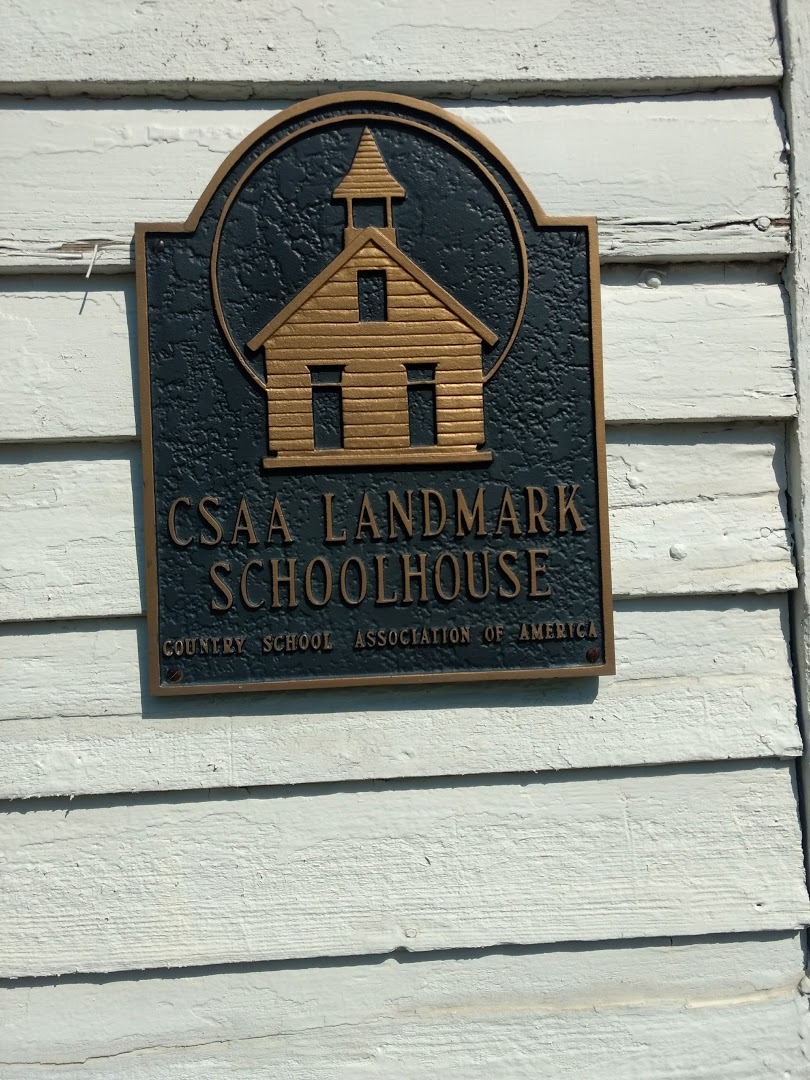 CSAA LANDMARK
SCHOOLHOUSE
COUNTRY SCHOOL ASSOCIATION OF AMERICA